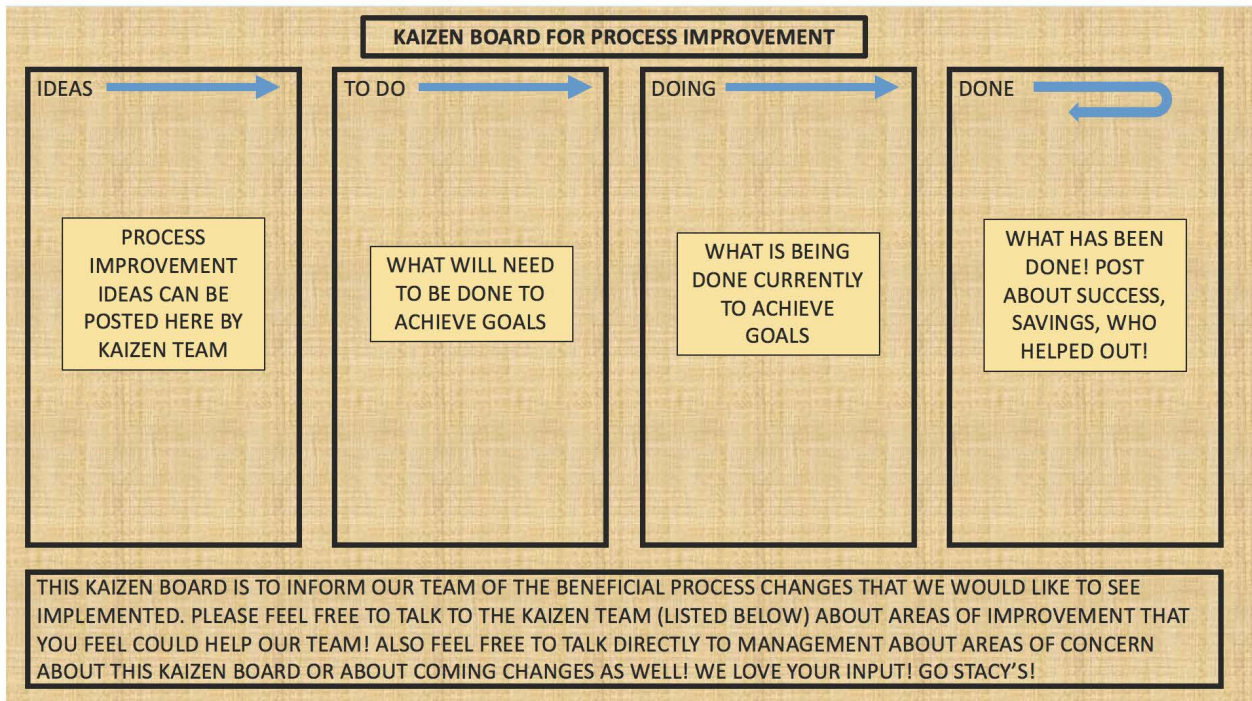 KAIZEN BOARD FOR PROCESS IMPROVEMENT
IDEAS
PROCESS
IMPROVEMENT
IDEAS CAN BE
POSTED HERE BY
KAIZEN TEAM
TO DO
WHAT WILL NEED
TO BE DONE TO
ACHIEVE GOALS
DOING
WHAT IS BEING
DONE CURRENTLY
TO ACHIEVE
GOALS
DONE
WHAT HAS BEEN
DONE! POST
ABOUT SUCCESS,
SAVINGS, WHO
HELPED OUT!
THIS KAIZEN BOARD IS TO INFORM OUR TEAM OF THE BENEFICIAL PROCESS CHANGES THAT WE WOULD LIKE TO SEE
IMPLEMENTED. PLEASE FEEL FREE TO TALK TO THE KAIZEN TEAM (LISTED BELOW) ABOUT AREAS OF IMPROVEMENT THAT
YOU FEEL COULD HELP OUR TEAM! ALSO FEEL FREE TO TALK DIRECTLY TO MANAGEMENT ABOUT AREAS OF CONCERN
ABOUT THIS KAIZEN BOARD OR ABOUT COMING CHANGES AS WELL! WE LOVE YOUR INPUT! GO STACY'S!